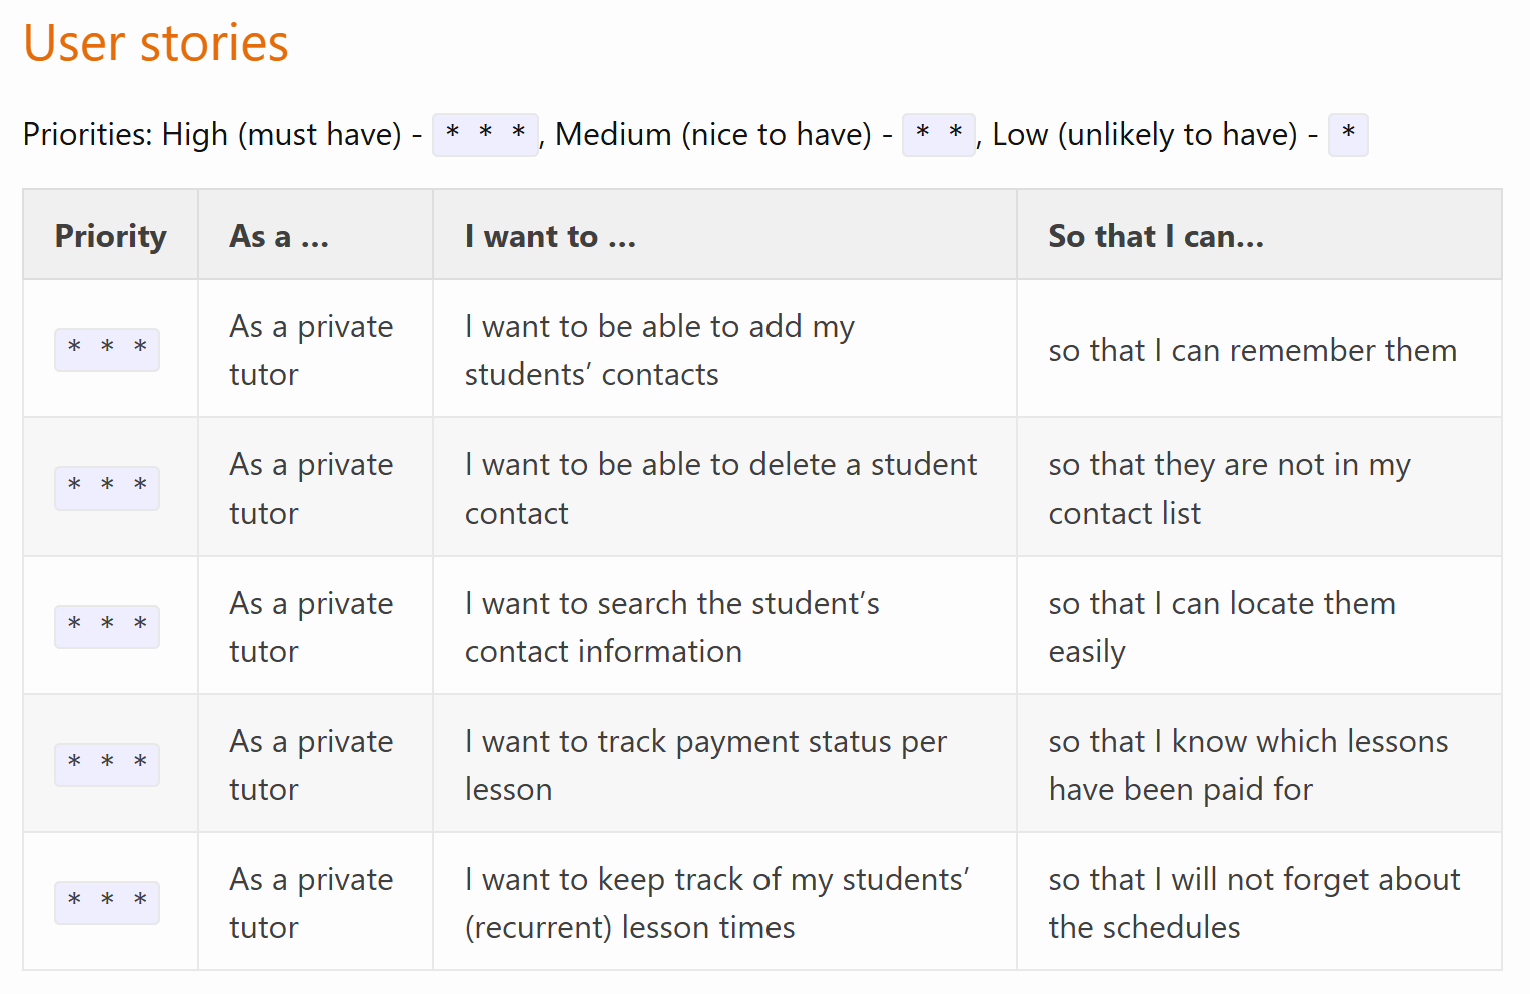 User stories
Priorities: High (must have) - * * *, Medium (nice to have) - * *, Low (unlikely to have) - *
Priority As a … I want to … So that I can…
* * * As a private tutor I want to be able to add my students’ contacts so that I can remember them
* * * As a private tutor I want to be able to delete a student contact so that they are not in my contact list
* * * As a private tutor I want to search the student’s contact information so that I can locate them easily
* * * As a private tutor I want to track payment status per lesson so that I know which lessons have been paid for
* * * As a private tutor I want to keep track of my students’ (recurrent) lesson times so that I will not forget about the schedules